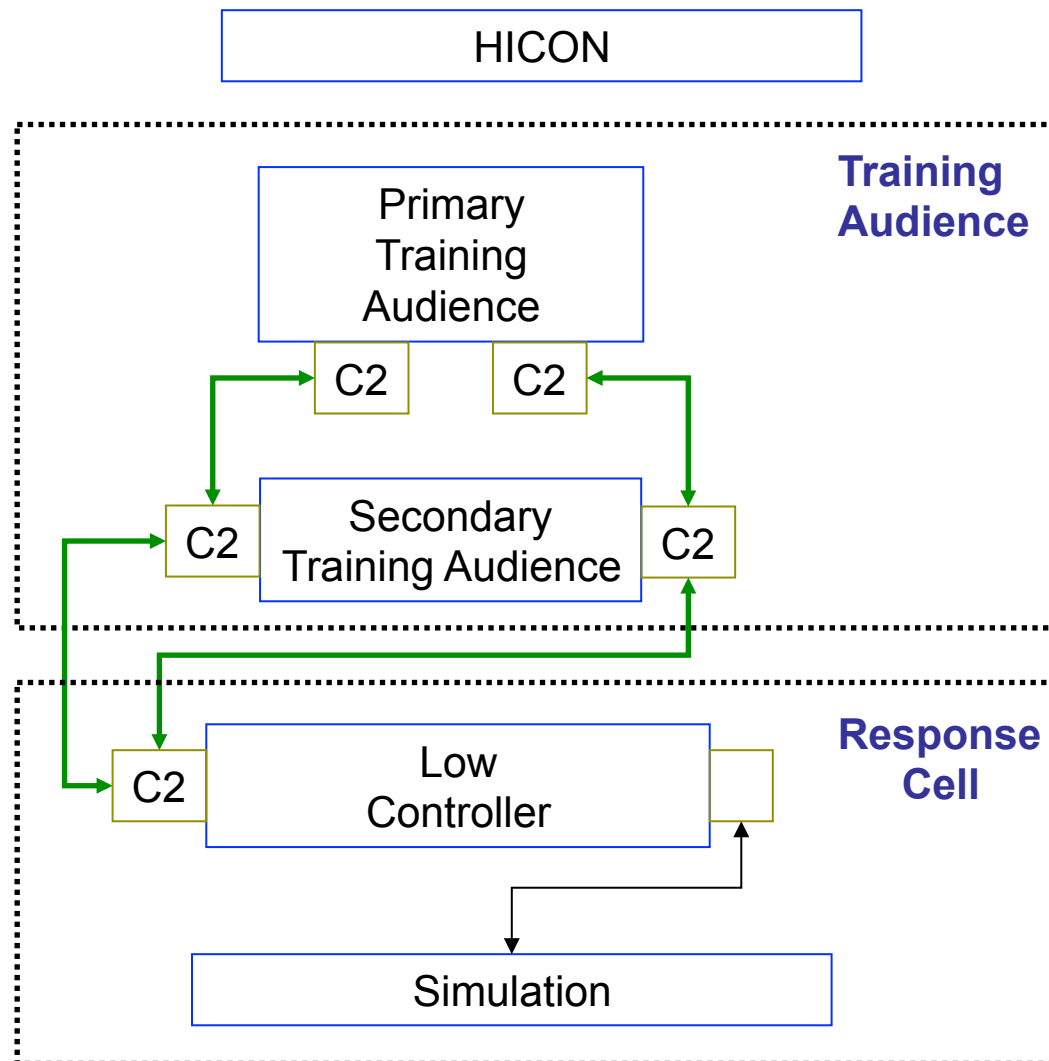 HICON
Training
Audience
Primary
Training
Audience
C2
C2
C2
Secondary
Training Audience
C2
Response
Cell
C2
Low
Controller
Simulation